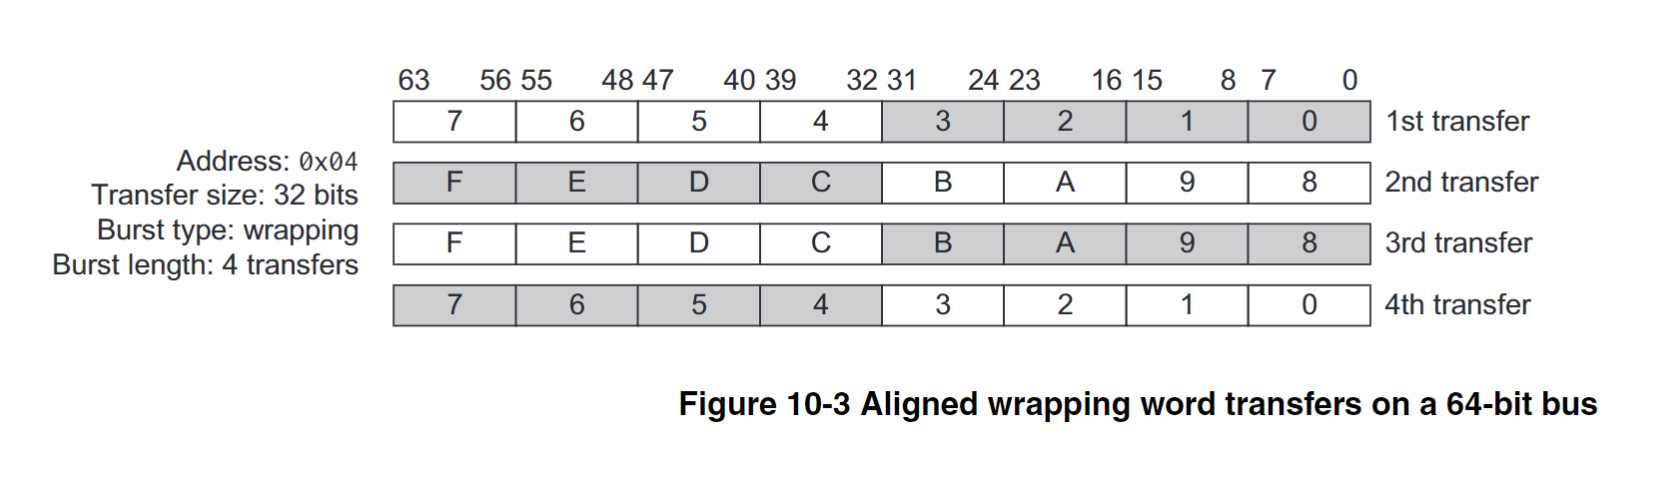 63 56 55 48 47 40 39 32 31 24 23 16 15 8 7 0
7 6 5 4 3 2 1 0 1st transfer
Address: 0x04
F E D C B A 9 8 2nd transfer
Transfer size: 32 bits
Burst type: wrapping
F E D C B A 9 8 3rd transfer
Burst length: 4 transfers
7 6 5 4 3 2 1 0 4th transfer
Figure 10-3 Aligned wrapping word transfers on a 64-bit bus